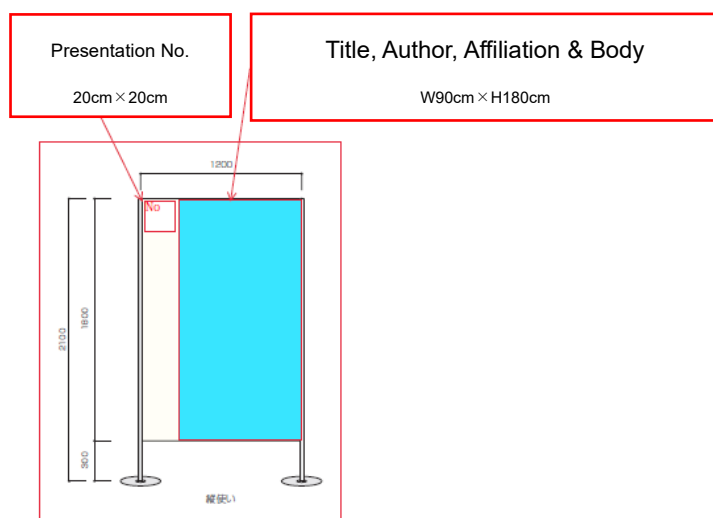 Presentation No.
20cm×20cm
Title, Author, Affiliation & Body
W90cm×H180cm
1200
No
1800
2100
300
縦使い